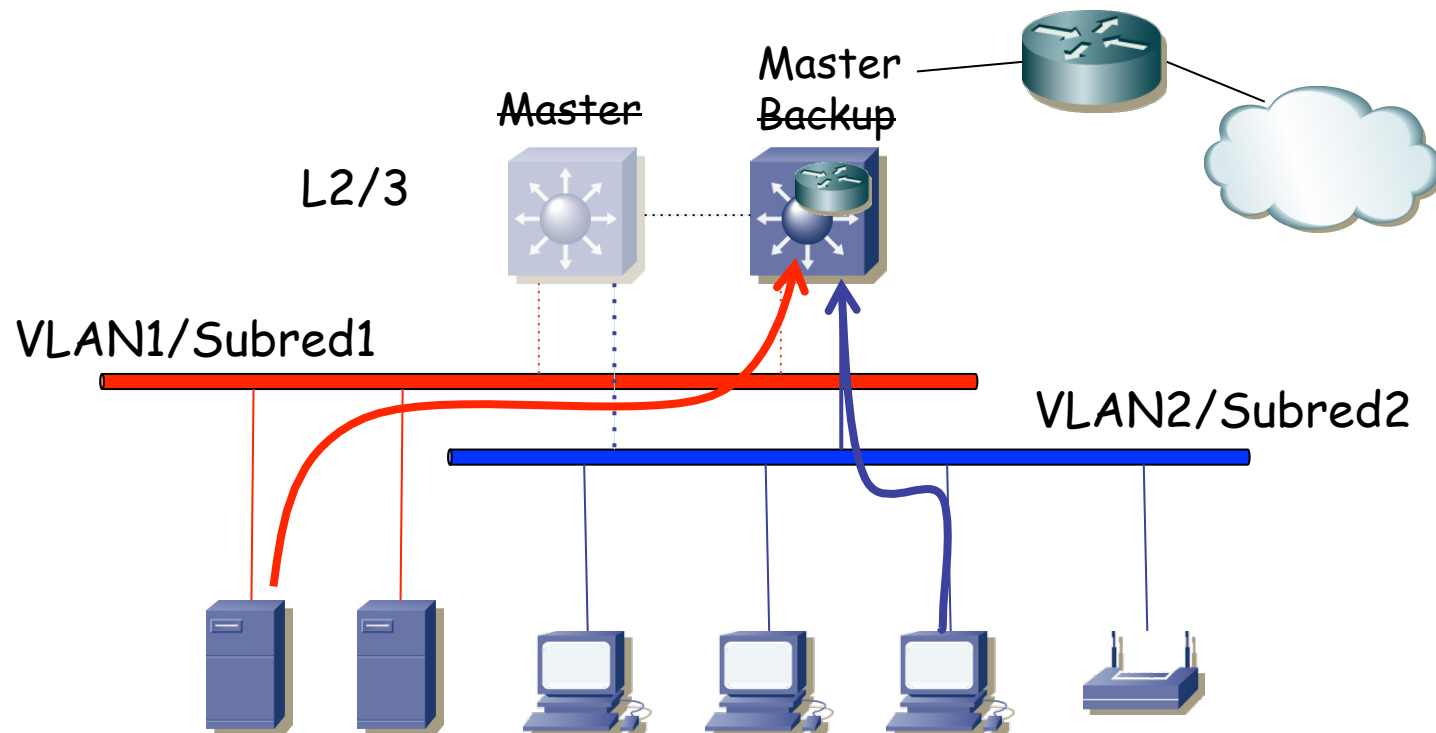 Master
Master
Backup
L2/3
VLAN1/Subred1
VLAN2/Subred2